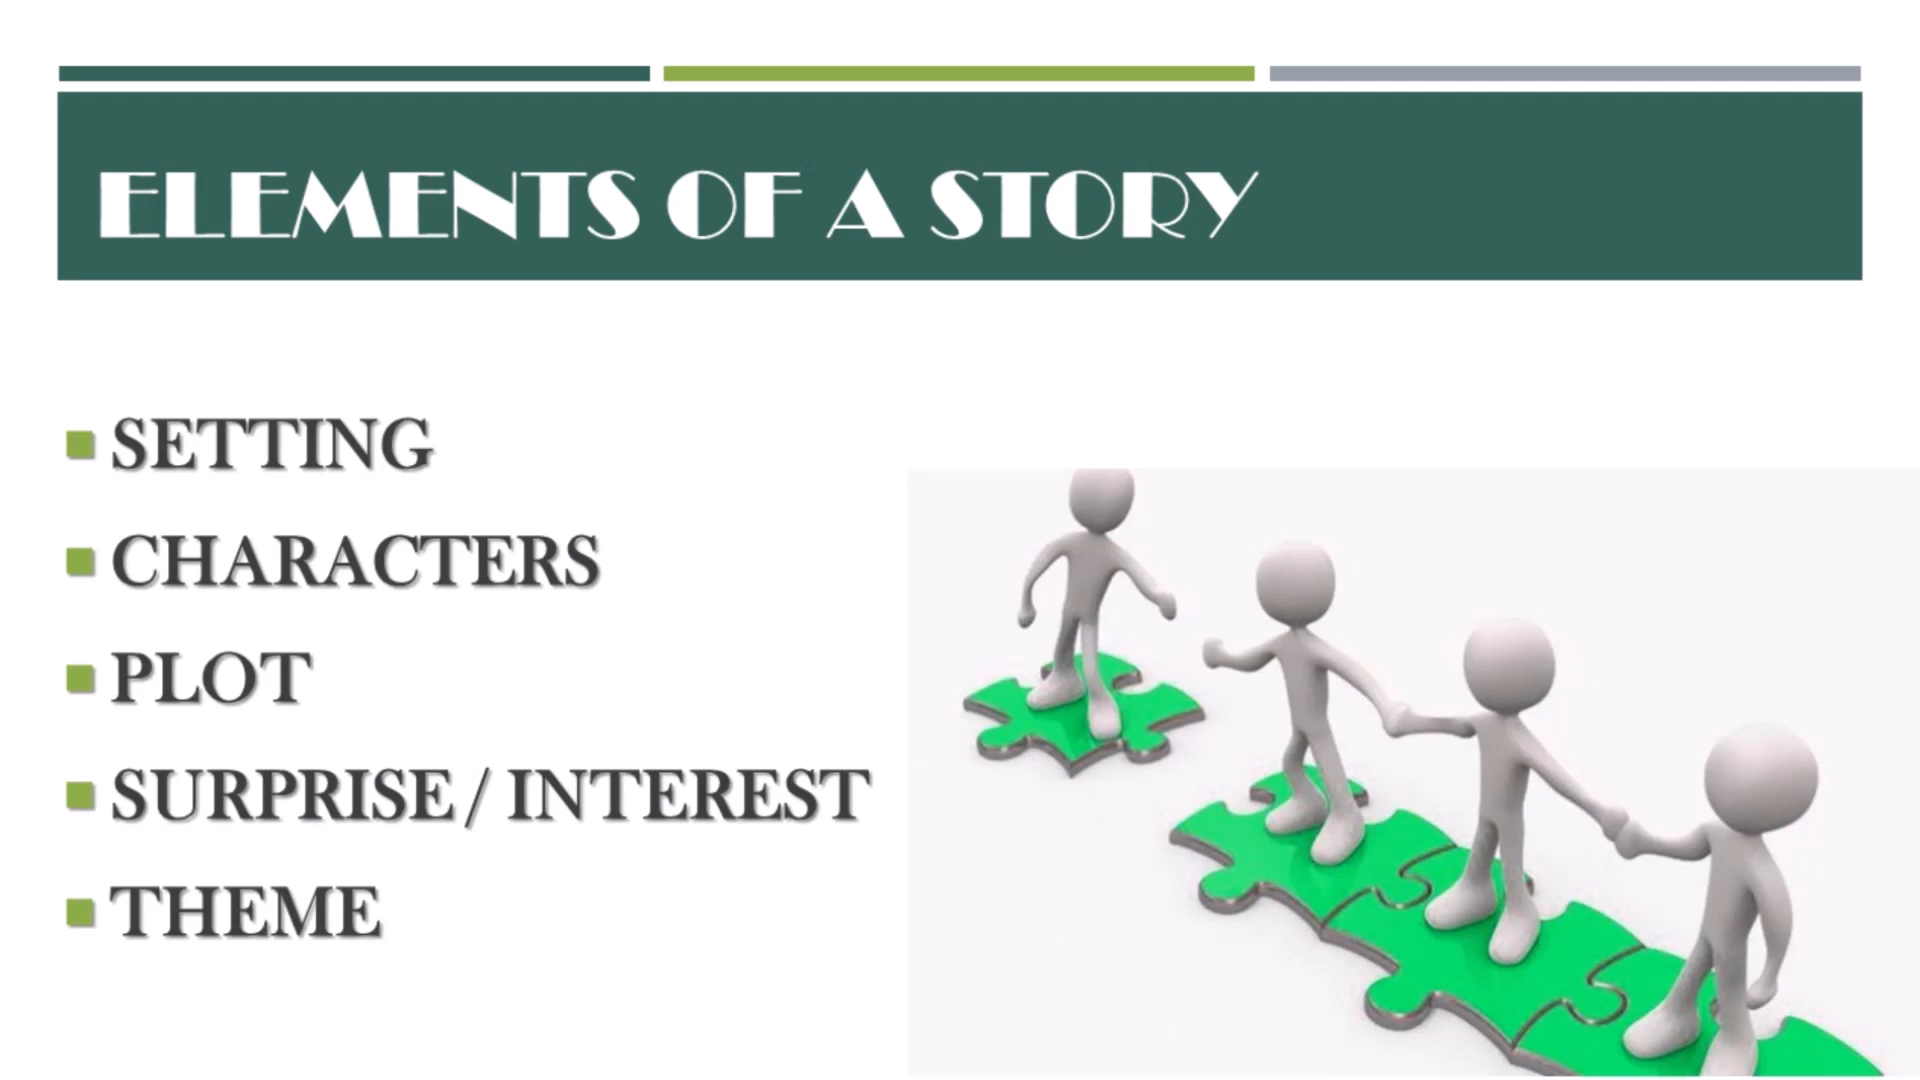 ELEMENTS OF A STORY
SETTING
CHARACTERS
PLOT
SURPRISE / INTEREST
THEME